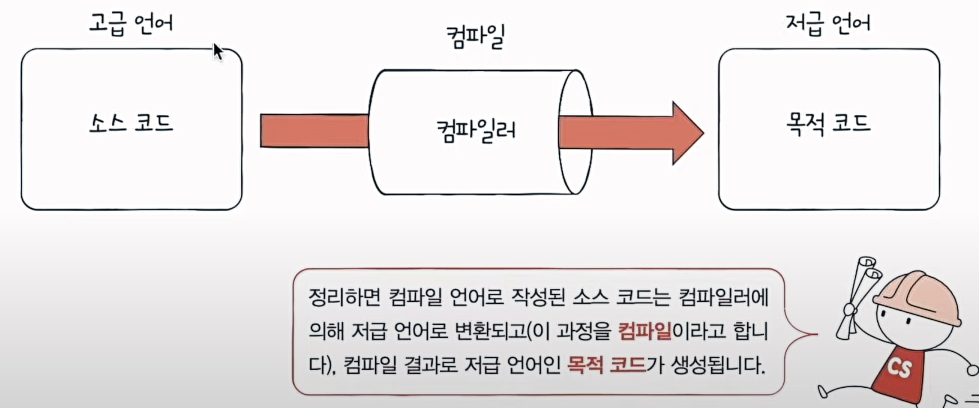 고급 언어
컴파일
저급 언어
소스 코드
컴파일러
목적 코드
정리하면 컴파일 언어로 작성된 소스 코드는 컴파일러에
의해 저급 언어로 변환되고(이 과정을 컴파일이라고 합니
다), 컴파일 결과로 저급 언어인 목적 코드가 생성됩니다.
CS